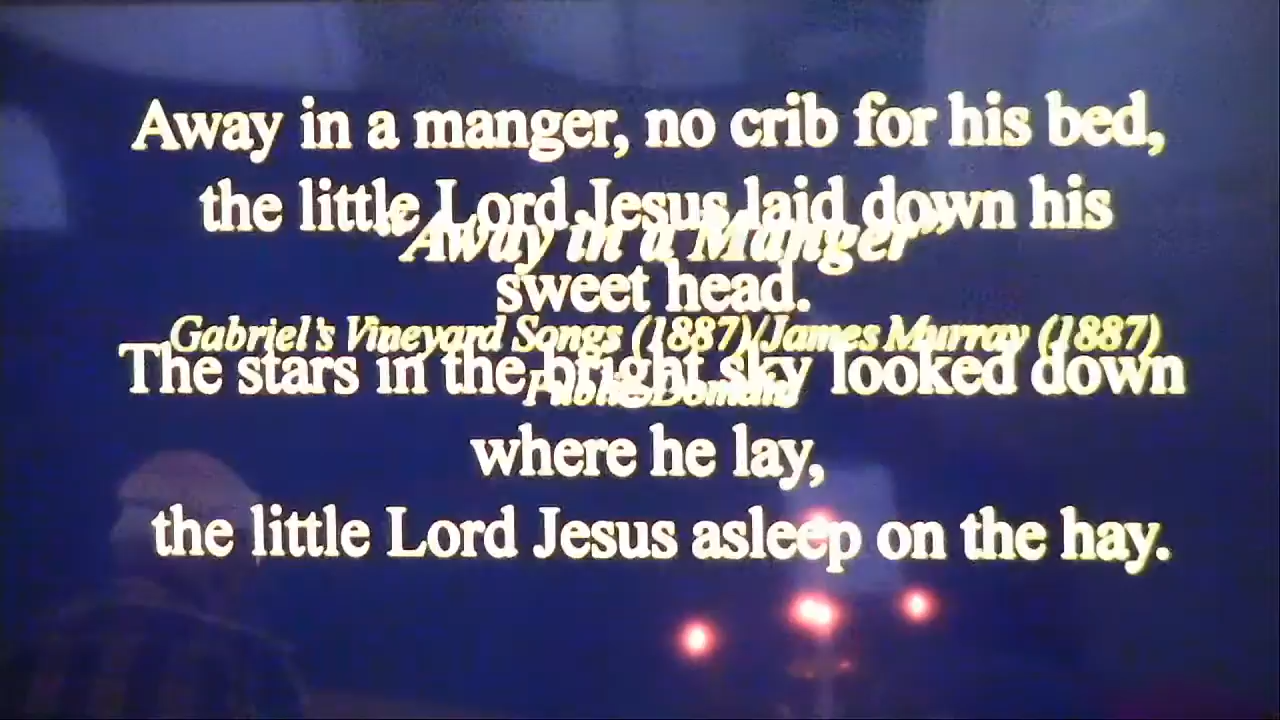 Away in a manger, no crib for his bed,
the little Lord Jesus laid down his
"Away in a Manger"
sweet head.
Gabriel's Vineyard Songs (1887)/James Murray (1887)
The stars in the bright sky looked down
Public Domain
where he lay,
the little Lord Jesus asleep on the hay.